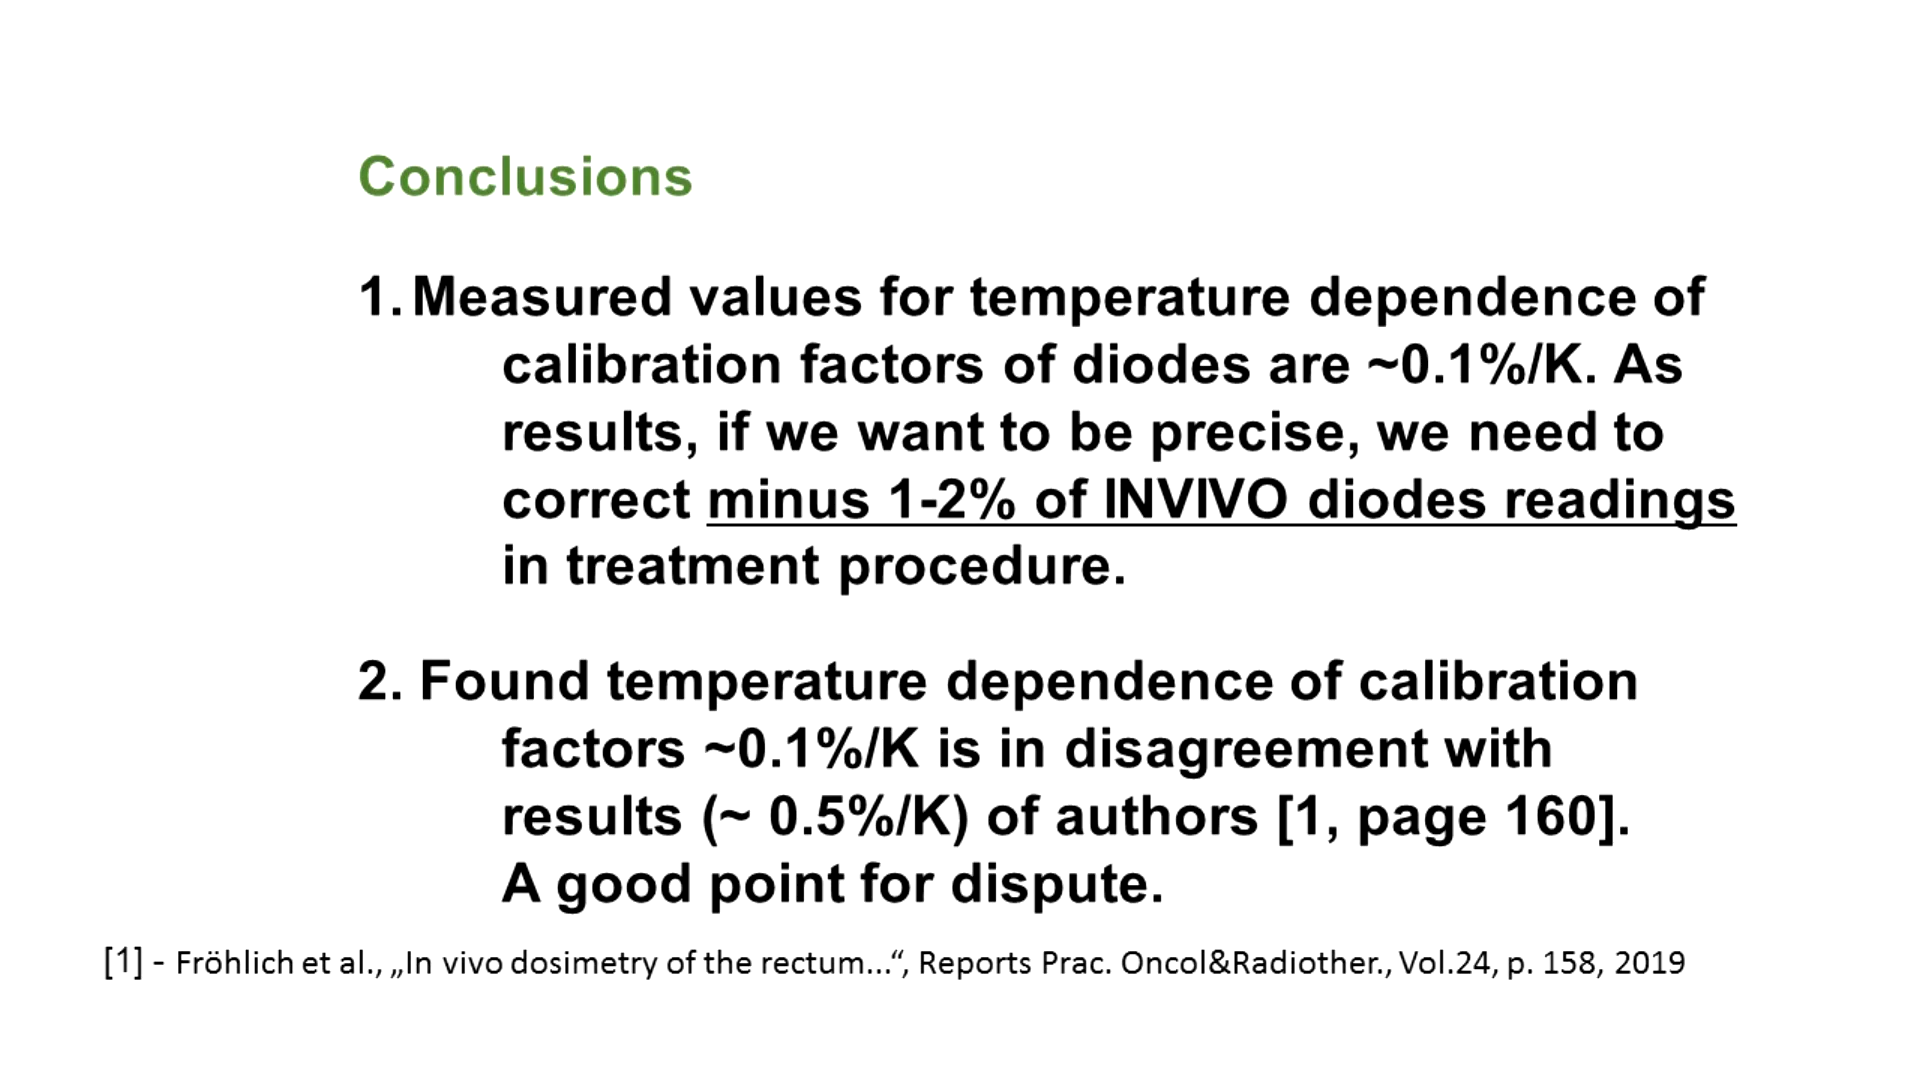 Conclusions
1. Measured values for temperature dependence of
calibration factors of diodes are ~0.1%/K. As
results, if we want to be precise, we need to
correct minus 1-2% of INVIVO diodes readings
in treatment procedure.
2. Found temperature dependence of calibration
factors ~0.1%/K is in disagreement with
results (~ 0.5%/K) of authors [1, page 160].
A good point for dispute.
[1] - Fröhlich et al., „In vivo dosimetry of the rectum...“, Reports Prac. Oncol&Radiother., Vol.24, p. 158, 2019